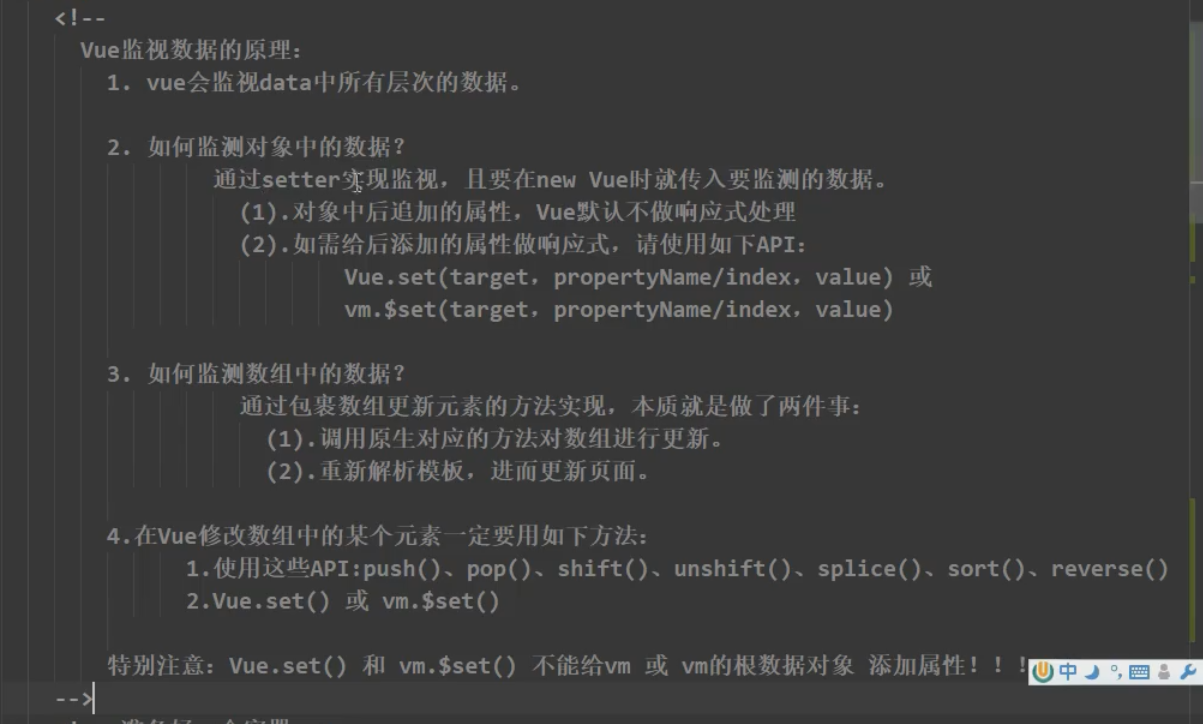 <!--
Vue监视数据的原理：
1. vue会监视data中所有层次的数据。
2. 如何监测对象中的数据？
通过setter实现监视，且要在new Vue时就传入要监测的数据。
(1).对象中后追加的属性，Vue默认不做响应式处理
(2).如需给后添加的属性做响应式，请使用如下API：
Vue.set(target，propertyName/index，value) 或
vm.$set(target，propertyName/index，value)
3. 如何监测数组中的数据？
通过包裹数组更新元素的方法实现，本质就是做了两件事：
(1).调用原生对应的方法对数组进行更新。
(2).重新解析模板，进而更新页面。
4.在Vue修改数组中的某个元素一定要用如下方法：
1.使用这些API:push()、pop()、shift()、unshift()、splice()、sort()、reverse()
2.Vue.set() 或 vm.$set()
特别注意：Vue.set() 和 vm.$set() 不能给vm 或 vm的根数据对象 添加属性！！！
中
-->